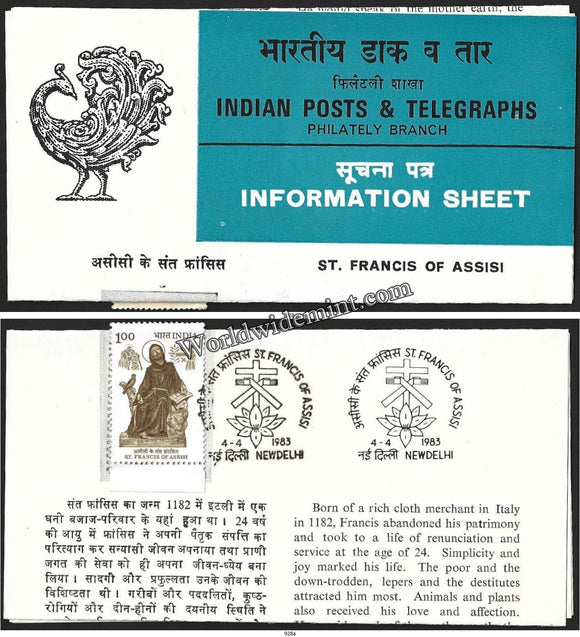 भारतीय डाक व तार
फिलैटली शाखा
INDIAN POSTS & TELEGRAPHS
PHILATELY BRANCH
सूचना पत्र
INFORMATION SHEET
असीसी के संत फ्रांसिस
ST. FRANCIS OF ASSISI
Worldwidemint.com
100 भारत INDIA
असीसी के संत फ्रांसिस
ST. FRANCIS OF ASSISI
असीसी के संत फ्रांसिस ST. FRANCIS OF ASSISI
4-4 1983
नई दिल्ली NEWDELHI
असीसी के संत फ्रांसिस ST. FRANCIS OF ASSISI
4-4 1983
नई दिल्ली NEWDELHI
संत फ्रांसिस का जन्म 1182 में इटली में एक
धनी बजाज-परिवार के यहां हुआ था। 24 वर्ष
की आयु में फ्रांसिस ने अपनी पैतृक संपत्ति का
परित्याग कर सन्यासी जीवन अपनाया तथा प्राणी
जगत की सेवा को ही अपना जीवन-ध्येय बना
लिया। सादगी और प्रफुल्लता उनके जीवन की
विशिष्टता थी। गरीबों और पददलितों, कुष्ठ-
रोगियों और दीन-हीनों की दयनीय स्थिति ने
Born of a rich cloth merchant in Italy
in 1182, Francis abandoned his patrimony
and took to a life of renunciation and
service at the age of 24. Simplicity and
joy marked his life. The poor and the
down-trodden, lepers and the destitutes
attracted him most. Animals and plants
also received his love and affection.
928a